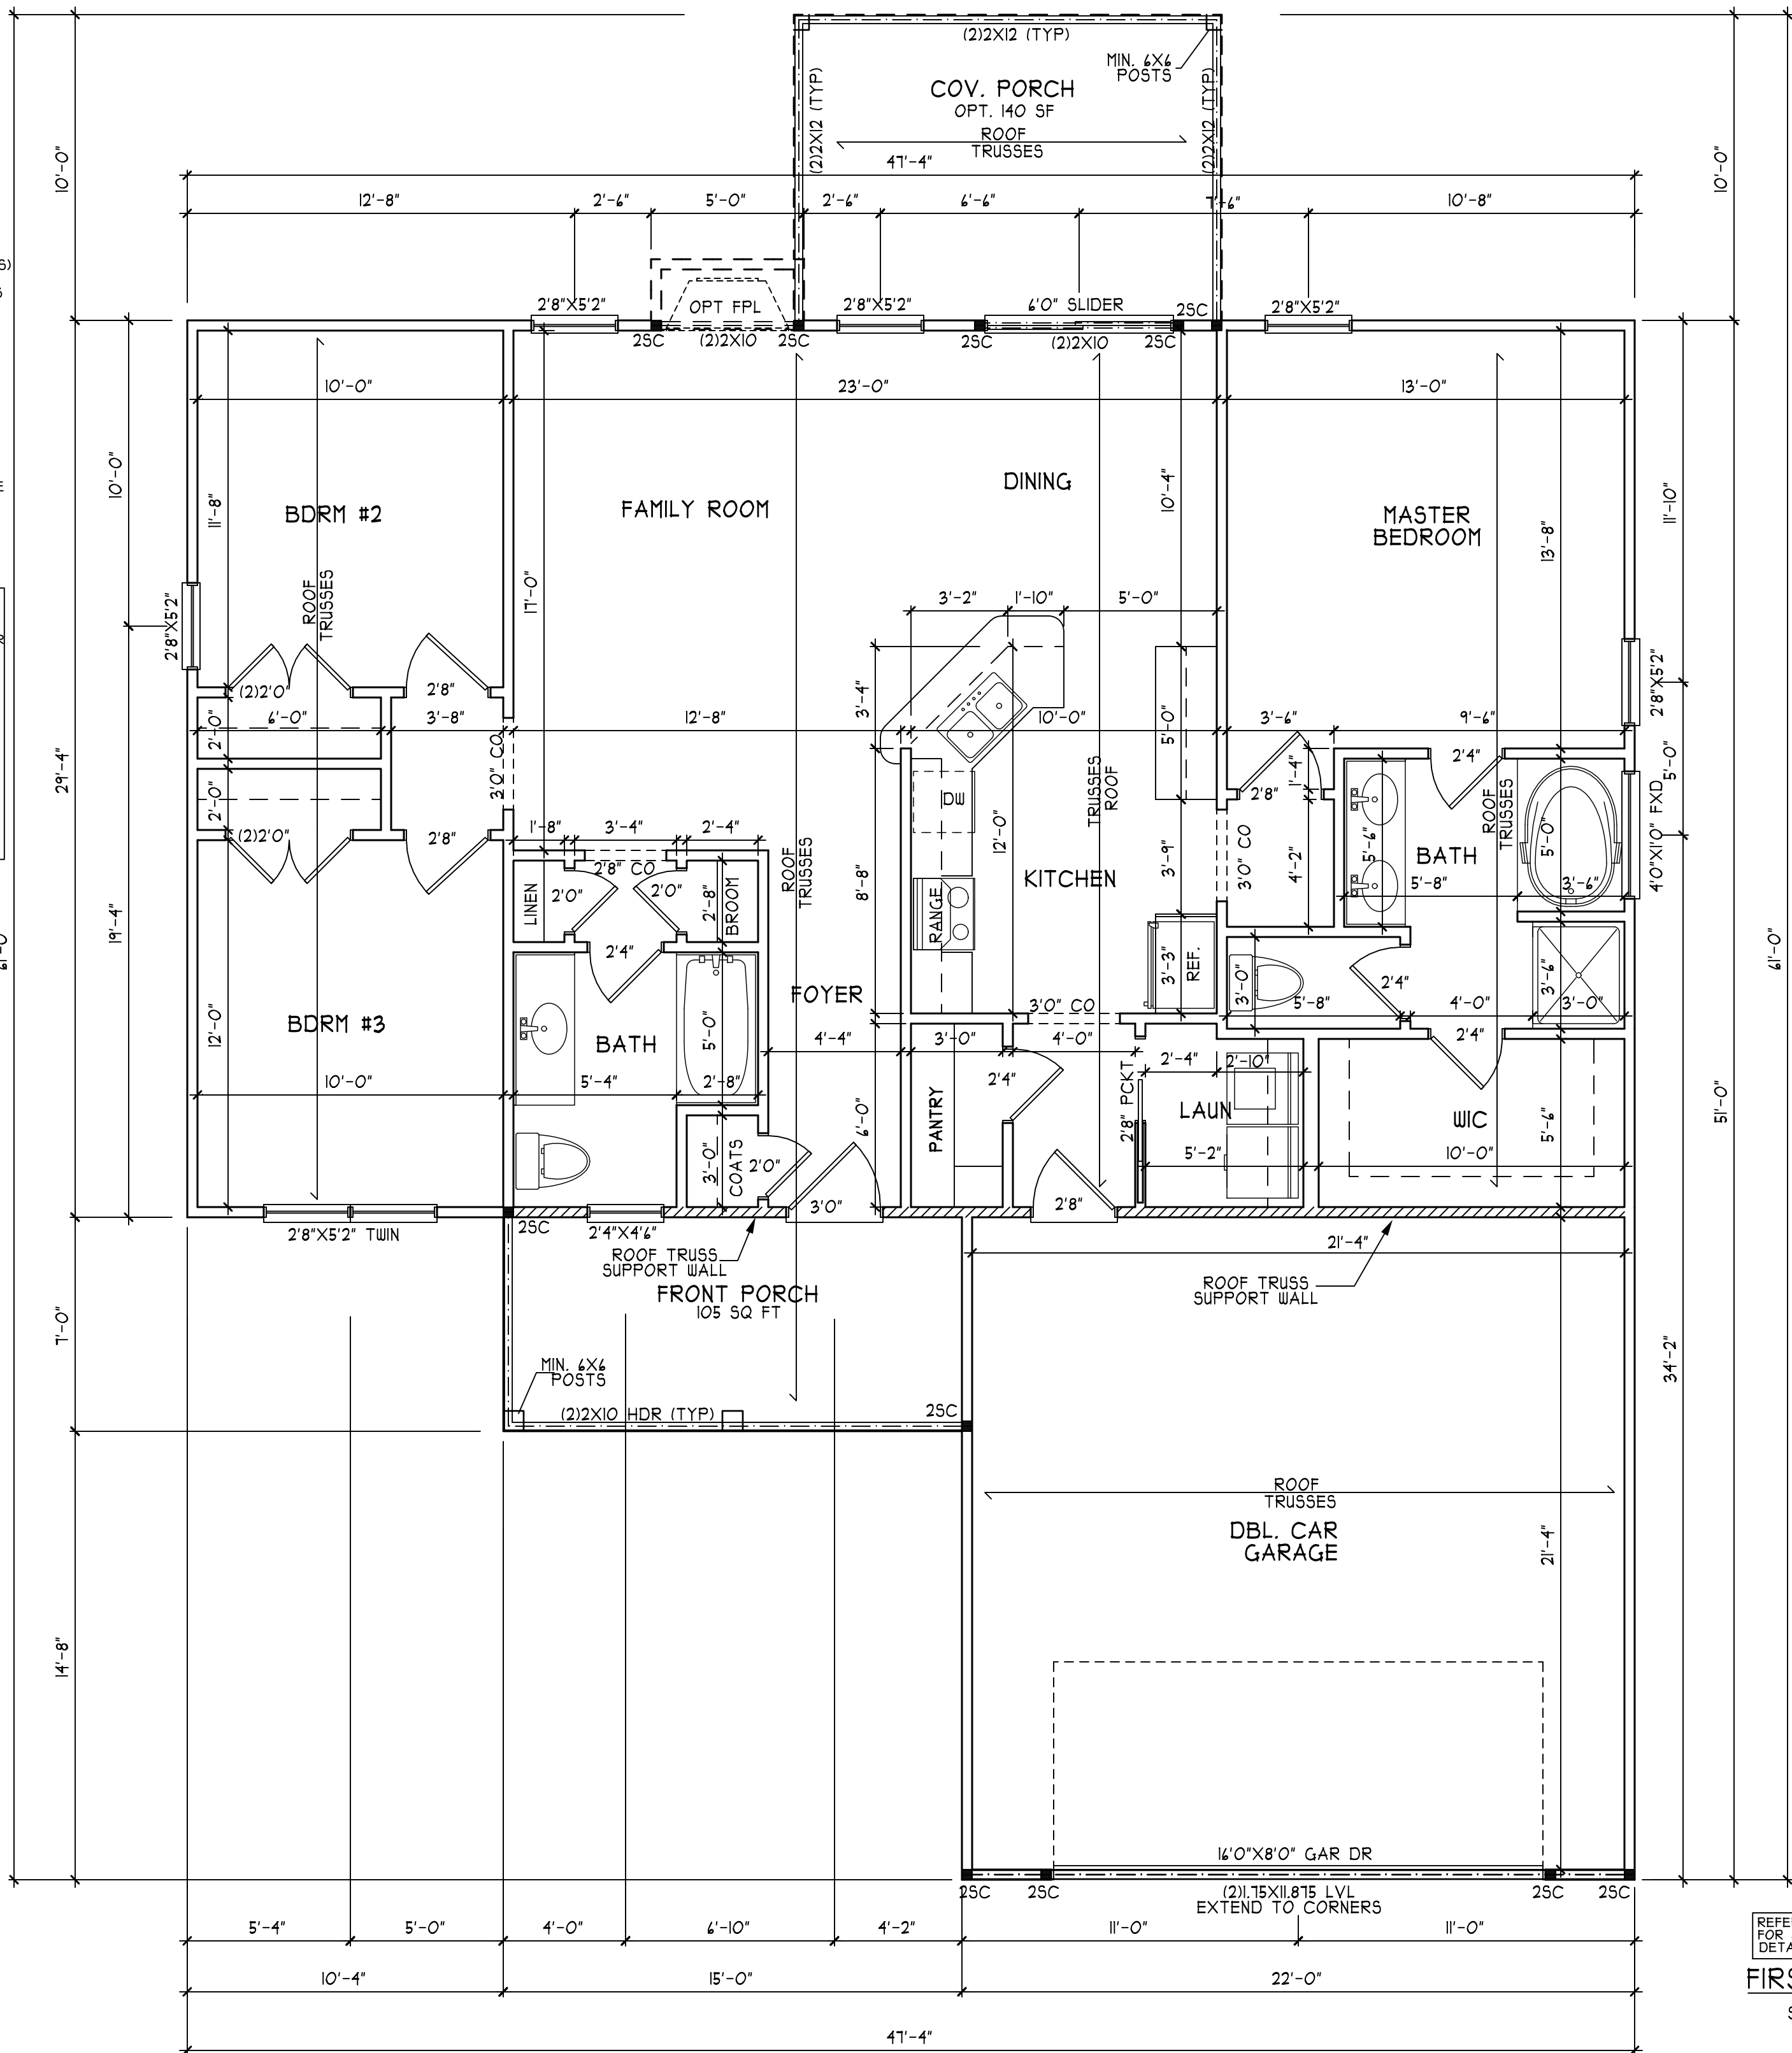 (2)2X12 (TYP)
MIN. 6X6
POSTS
(2)2X12 (TYP)
(2)2X12 (TYP)
COV. PORCH
OPT. 140 SF
ROOF
TRUSSES
10'-0"
10'-0"
47'-4"
12'-8"
2'-6"
5'-0"
2'-6"
6'-6"
7'-6"
10'-8"
2'8"X5'2"
OPT FPL
2'8"X5'2"
6'0" SLIDER
2SC
2'8"X5'2"
2SC
(2)2X10
2SC
2SC
(2)2X10
2SC
10'-0"
23'-0"
13'-0"
10'-0"
11'-8"
BDRM #2
FAMILY ROOM
DINING
10'-4"
MASTER
BEDROOM
13'-8"
11'-10"
ROOF
TRUSSES
17'-0"
3'-2"
1'-10"
5'-0"
2'8"X5'2"
2'8"X5'2"
(2)2'0"
2'8"
3'-4"
6'-0"
3'-8"
12'-8"
10'-0"
5'-0"
3'-6"
9'-6"
2'-0"
3'0" CO
29'-4"
TRUSSES
ROOF
1'-4"
2'4"
5'-0"
2'-0"
DW
2'8"
ROOF
TRUSSES
4'0"X1'0" FXD
(2)2'0"
2'8"
1'-8"
3'-4"
2'-4"
12'-0"
5'-6"
BATH
5'-0"
2'8" CO
ROOF
TRUSSES
8'-8"
KITCHEN
3'-9"
3'0" CO
4'-2"
5'-8"
3'-6"
LINEN
2'0"
2'0"
2'-8"
BROOM
RANGE
19'-4"
61'-0"
61'-0"
2'4"
3'-3"
REF.
3'-0"
2'4"
3'-6"
FOYER
3'0" CO
5'-8"
4'-0"
3'-0"
BDRM #3
12'-0"
BATH
5'-0"
4'-4"
3'-0"
4'-0"
2'4"
2'-4"
2'-10"
10'-0"
5'-4"
2'-8"
2'4"
51'-0"
PANTRY
2'8" PCKT
LAUN
WIC
5'-6"
6'-0"
5'-2"
10'-0"
3'-0"
COATS
2'0"
3'0"
2'8"
2'8"X5'2" TWIN
2SC
2'4"X4'6"
ROOF TRUSS
SUPPORT WALL
21'-4"
ROOF TRUSS
SUPPORT WALL
FRONT PORCH
105 SQ FT
7'-0"
34'-2"
MIN. 6X6
POSTS
(2)2X10 HDR (TYP)
2SC
ROOF
TRUSSES
DBL. CAR
GARAGE
21'-4"
14'-8"
16'0"X8'0" GAR DR
2SC
2SC
(2)1.75X11.875 LVL
EXTEND TO CORNERS
2SC
2SC
5'-4"
5'-0"
4'-0"
6'-10"
4'-2"
11'-0"
11'-0"
10'-4"
15'-0"
22'-0"
47'-4"
FOR